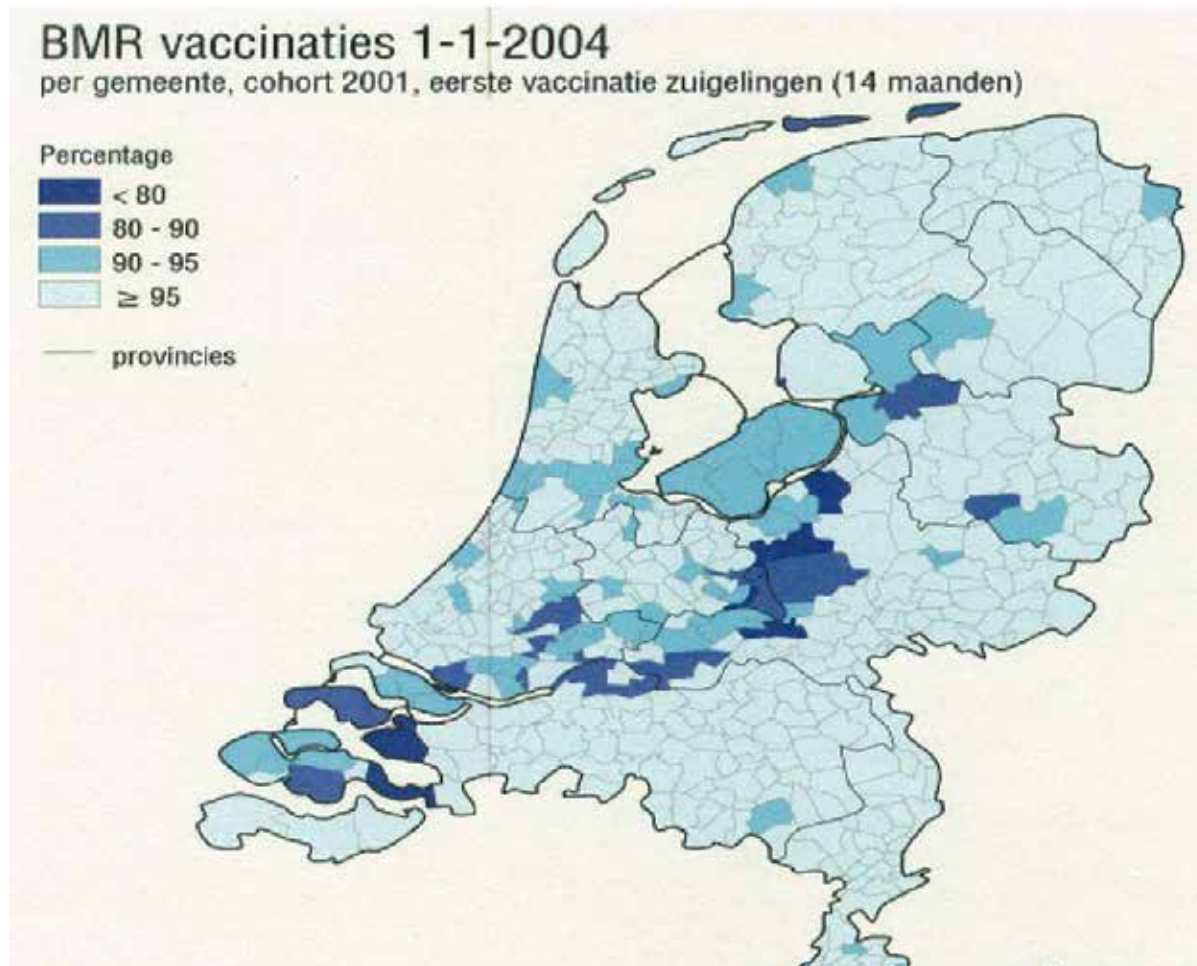 BMR vaccinaties 1-1-2004
per gemeente, cohort 2001, eerste vaccinatie zuigelingen (14 maanden)
Percentage
< 80
80 - 90
90 - 95
≥ 95
provincies